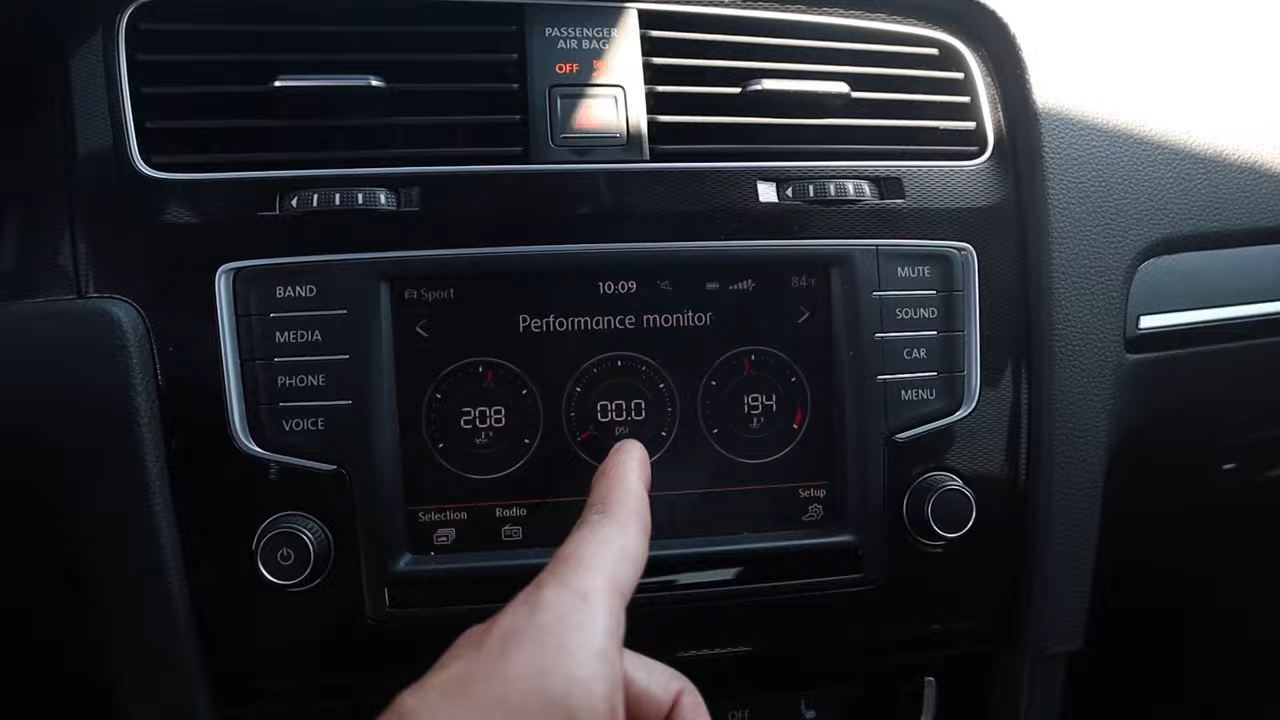 PASSENGER
AIR BAG
OFF
BAND
MEDIA
PHONE
VOICE
Sport
10:09
84°F
Performance monitor
208
00.0
psi
194
Selection
Radio
Setup
MUTE
SOUND
CAR
MENU
OFF